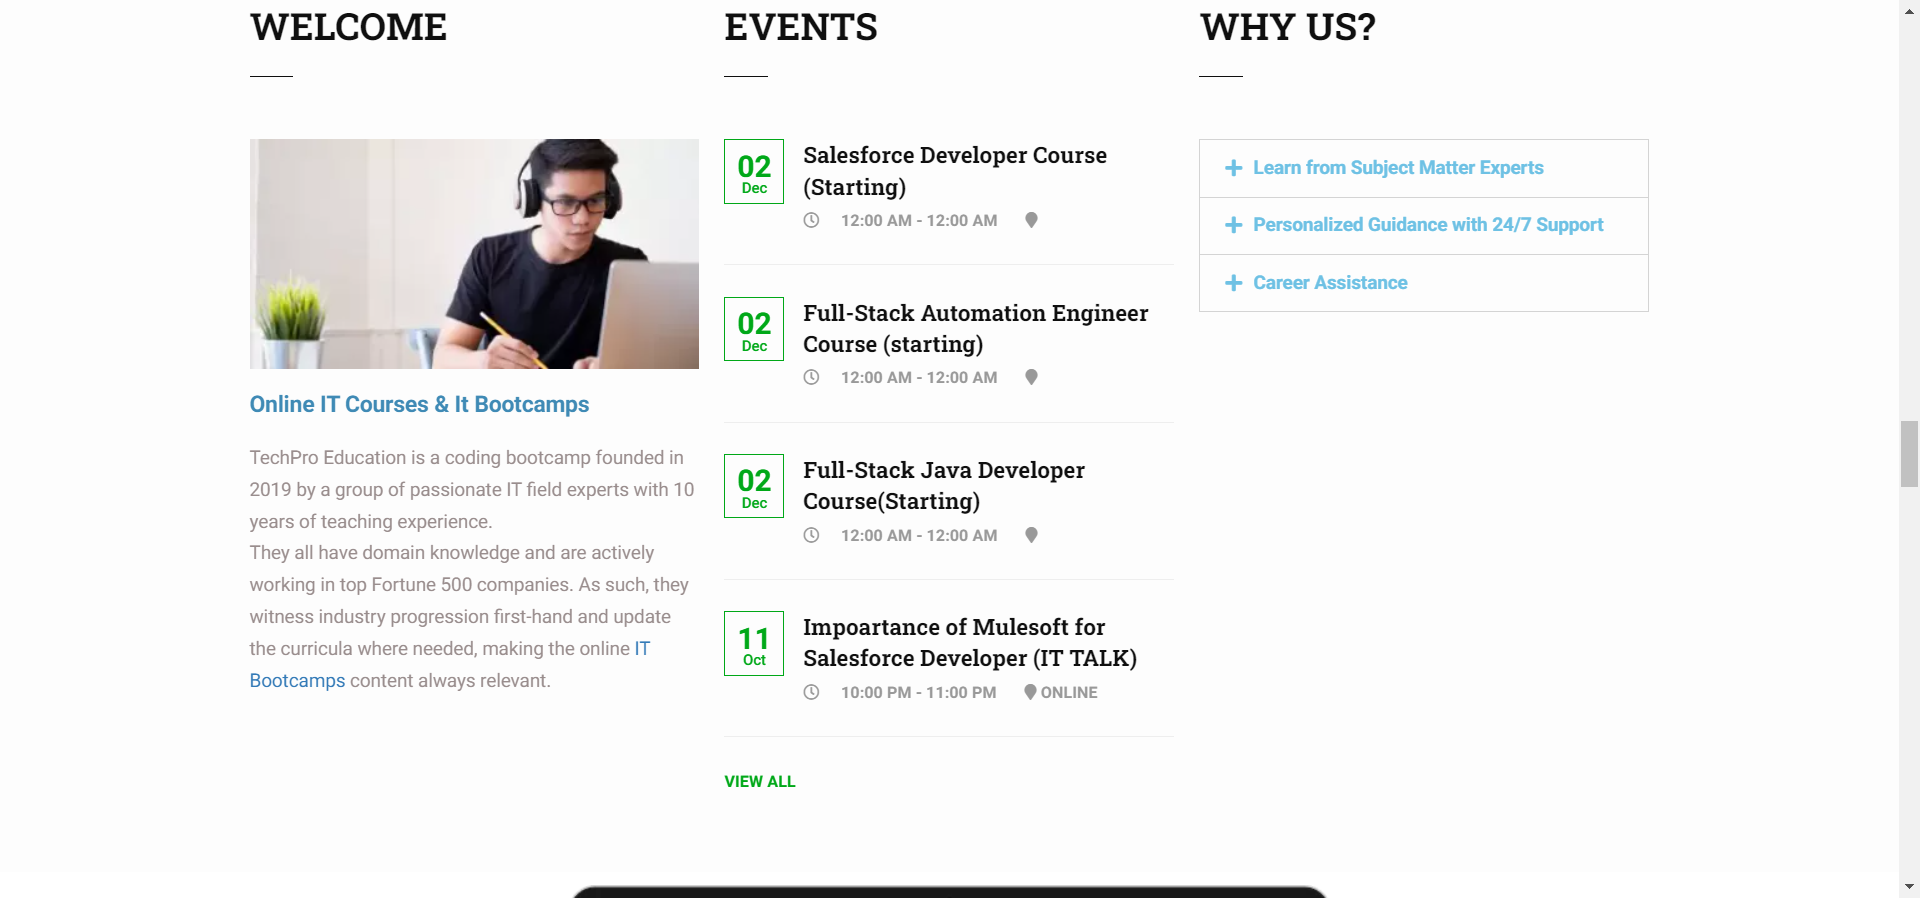 WELCOME
Online IT Courses & It Bootcamps
TechPro Education is a coding bootcamp founded in
2019 by a group of passionate IT field experts with 10
years of teaching experience.
They all have domain knowledge and are actively
working in top Fortune 500 companies. As such, they
witness industry progression first-hand and update
the curricula where needed, making the online IT
Bootcamps content always relevant.
EVENTS
02
Dec
Salesforce Developer Course
(Starting)
12:00 AM - 12:00 AM
02
Dec
Full-Stack Automation Engineer
Course (starting)
12:00 AM - 12:00 AM
02
Dec
Full-Stack Java Developer
Course(Starting)
12:00 AM - 12:00 AM
11
Oct
Impoartance of Mulesoft for
Salesforce Developer (IT TALK)
10:00 PM - 11:00 PM ONLINE
VIEW ALL
WHY US?
Learn from Subject Matter Experts
Personalized Guidance with 24/7 Support
Career Assistance